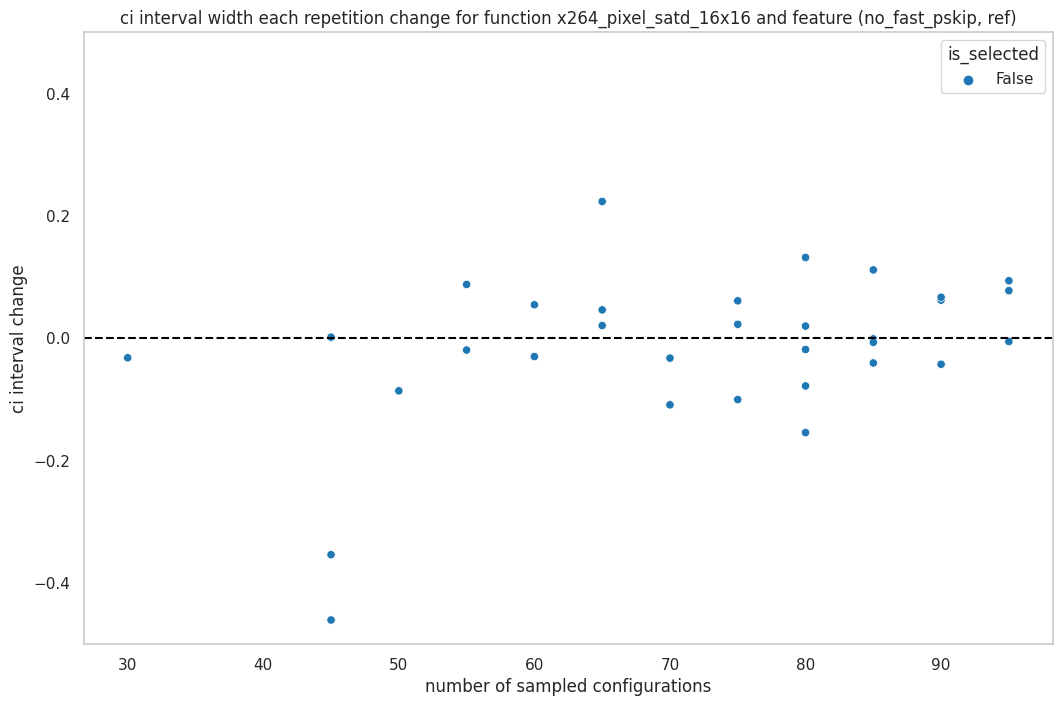 ci interval width each repetition change for function x264_pixel_satd_16x16 and feature (no_fast_pskip, ref)
is_selected
False
ci interval change
0.4
0.2
0.0
−0.2
−0.4
30 40 50 60 70 80 90
number of sampled configurations